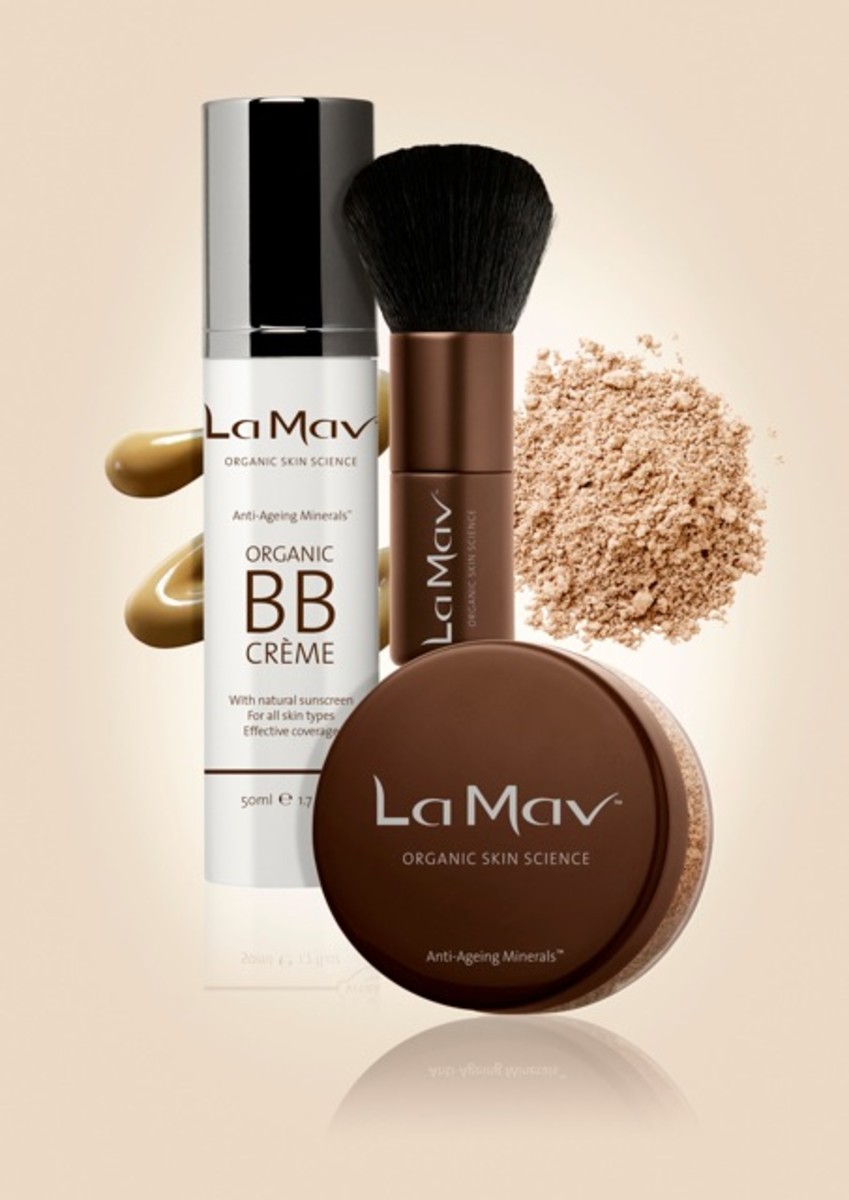 La Mav
ORGANIC SKIN SCIENCE
Anti-Ageing Minerals™
ORGANIC
BB
CRÈME
With natural sunscreen
For all skin types
Effective coverage
50ml ℮ 1.7
La Mav
ORGANIC SKIN SCIENCE
La Mav™
ORGANIC SKIN SCIENCE
Anti-Ageing Minerals™